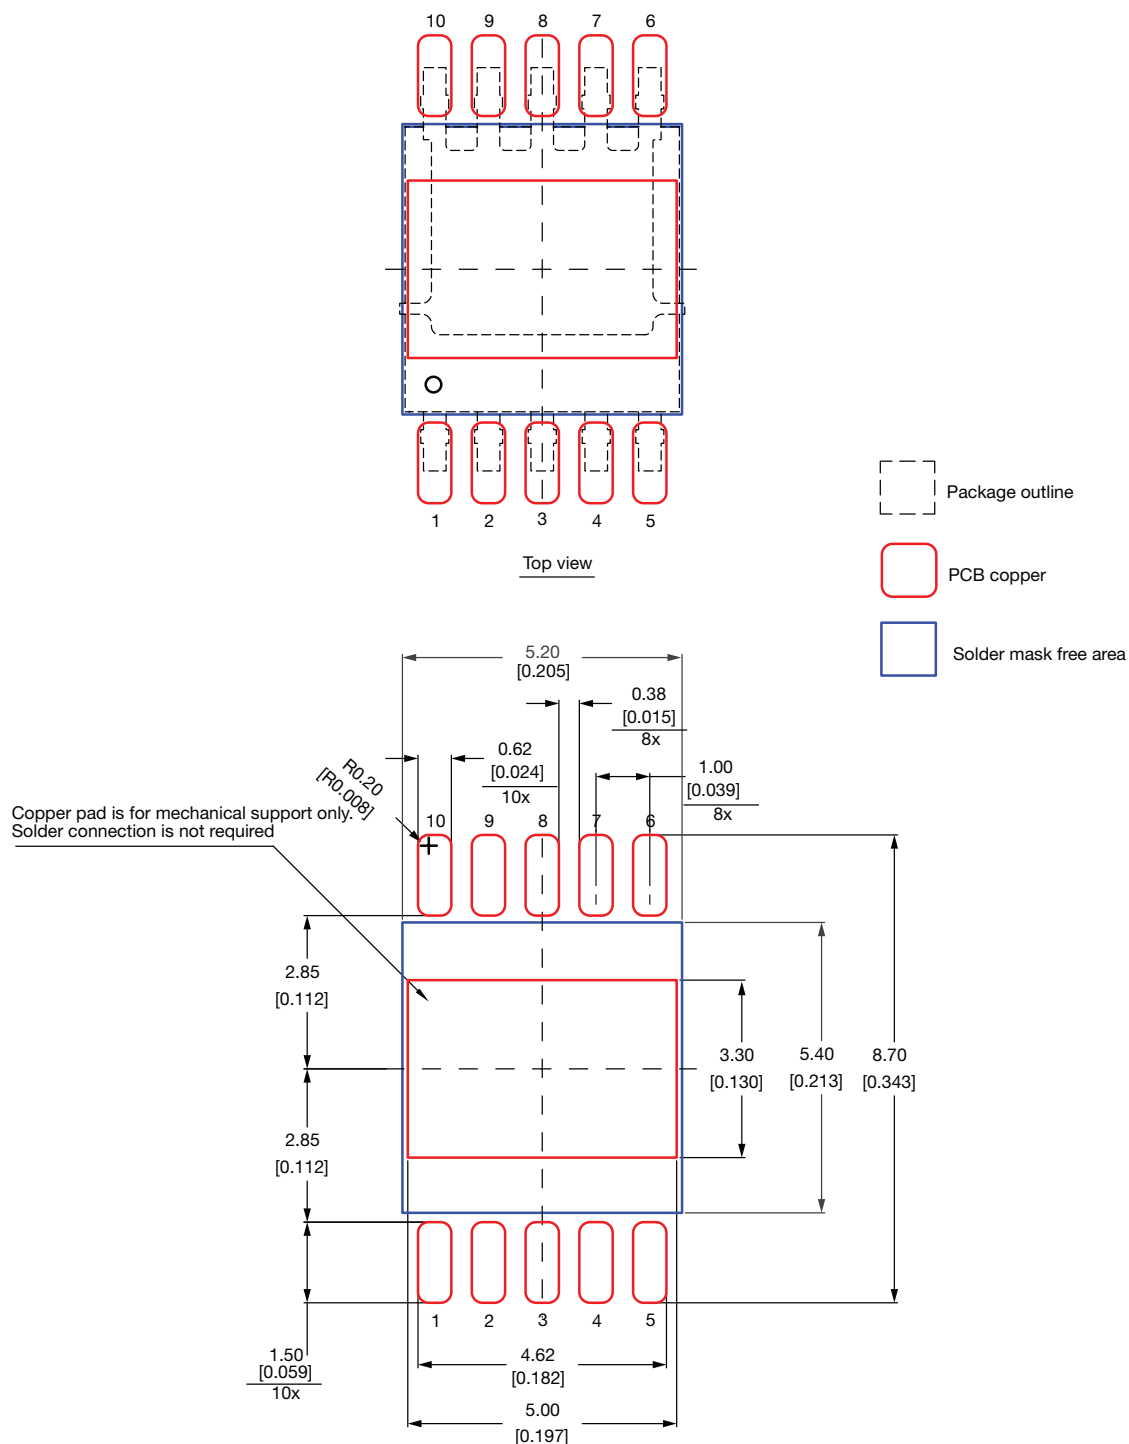 10 9 8 7 6
1 2 3 4 5
Top view
Package outline
PCB copper
Solder mask free area
5.20
[0.205]
0.38
[0.015]
8x
0.62
[0.024]
10x
1.00
[0.039]
8x
R0.20
[R0.008]
Copper pad is for mechanical support only.
Solder connection is not required
10 9 8 7 6
2.85
[0.112]
3.30
[0.130]
5.40
[0.213]
8.70
[0.343]
2.85
[0.112]
1 2 3 4 5
1.50
[0.059]
10x
4.62
[0.182]
5.00
[0.197]